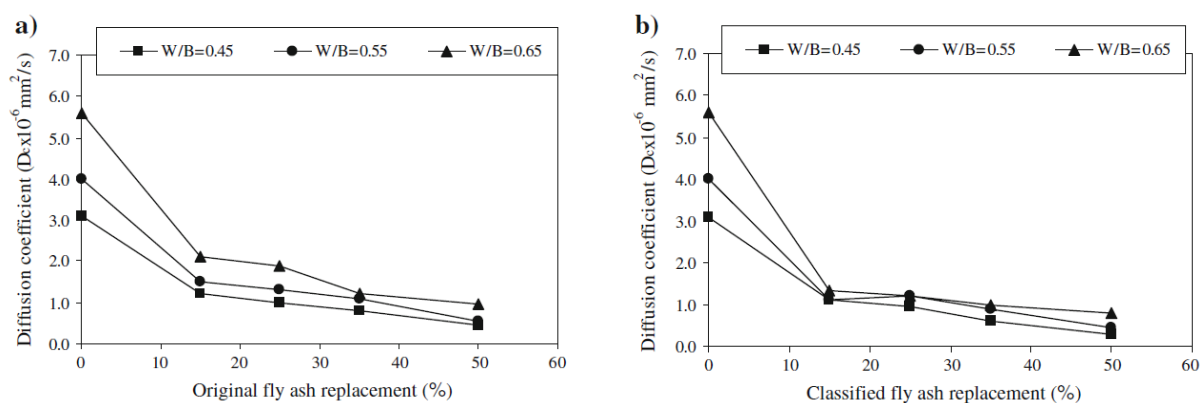 a)
W/B=0.45 W/B=0.55 W/B=0.65
Diffusion coefficient (Dcx10-6 mm2/s)
7.0
6.0
5.0
4.0
3.0
2.0
1.0
0.0
0 10 20 30 40 50 60
Original fly ash replacement (%)
b)
W/B=0.45 W/B=0.55 W/B=0.65
Diffusion coefficient (Dcx10-6 mm2/s)
7.0
6.0
5.0
4.0
3.0
2.0
1.0
0.0
0 10 20 30 40 50 60
Classified fly ash replacement (%)